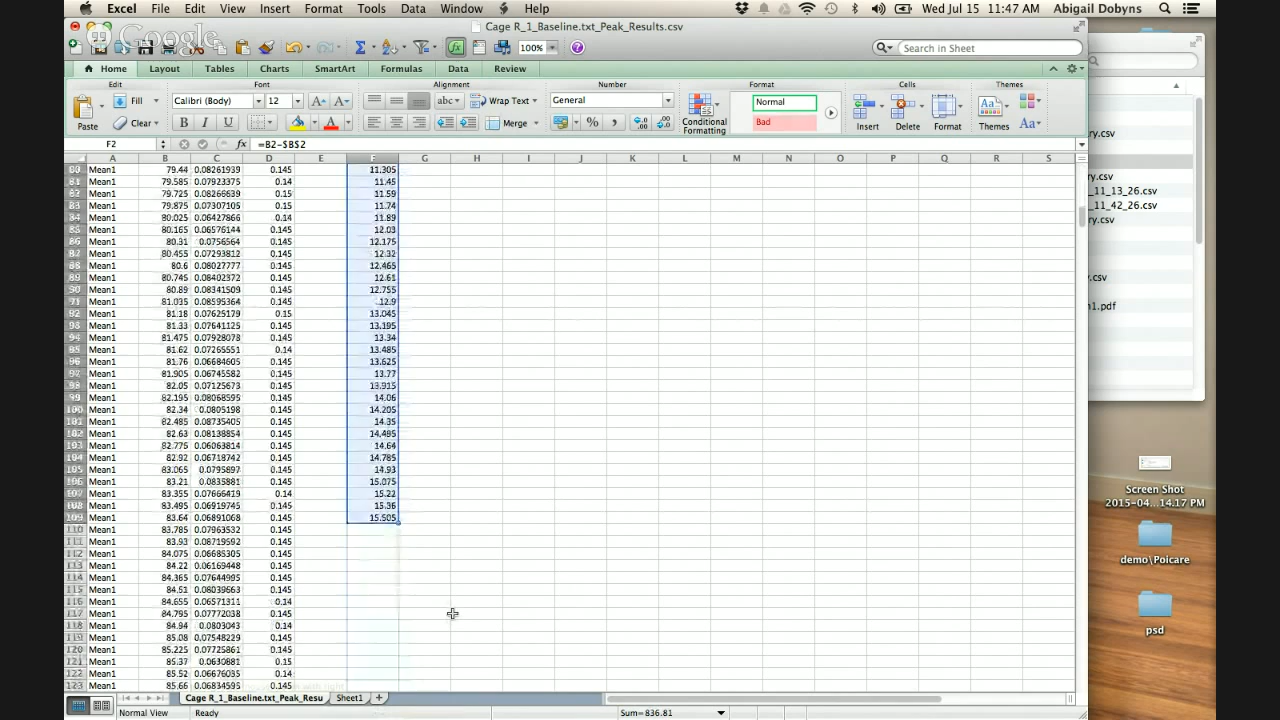 Excel File Edit View Insert Format Tools Data Window Help Wed Jul 15 11:47 AM Abigail Dobyns
Google
Cage R_1_Baseline.txt_Peak_Results.csv
100% Search in Sheet
Home Layout Tables Charts SmartArt Formulas Data Review
Edit Font Alignment Number Format Cells Themes
Fill Calibri (Body) 12 A A abc Wrap Text General Normal
Paste Clear B I U A Merge % Conditional Formatting Bad Insert Delete Format Themes Aa
F2 fx =B2-$B$2
A B C D E F G H I J K L M N O P Q R S
80 Mean1 79.44 0.08261939 0.145 11.305
81 Mean1 79.585 0.07923375 0.14 11.45
82 Mean1 79.725 0.08266639 0.15 11.59
83 Mean1 79.875 0.07307105 0.15 11.74
84 Mean1 80.025 0.06427866 0.14 11.89
85 Mean1 80.165 0.06576144 0.145 12.03
86 Mean1 80.31 0.0756564 0.145 12.175
87 Mean1 80.455 0.07293812 0.145 12.32
88 Mean1 80.6 0.08027777 0.145 12.465
89 Mean1 80.745 0.08402372 0.145 12.61
90 Mean1 80.89 0.08341509 0.145 12.755
91 Mean1 81.035 0.08595364 0.145 12.9
92 Mean1 81.18 0.07625179 0.15 13.045
93 Mean1 81.33 0.07641125 0.145 13.195
94 Mean1 81.475 0.07928078 0.145 13.34
95 Mean1 81.62 0.07265551 0.14 13.485
96 Mean1 81.76 0.06684605 0.145 13.625
97 Mean1 81.905 0.06745582 0.145 13.77
98 Mean1 82.05 0.07125673 0.145 13.915
99 Mean1 82.195 0.08068595 0.145 14.06
100 Mean1 82.34 0.0805198 0.145 14.205
101 Mean1 82.485 0.08735405 0.145 14.35
102 Mean1 82.63 0.08138854 0.145 14.495
103 Mean1 82.775 0.06063814 0.145 14.64
104 Mean1 82.92 0.06718742 0.145 14.785
105 Mean1 83.065 0.0795897 0.145 14.93
106 Mean1 83.21 0.0835881 0.145 15.075
107 Mean1 83.355 0.07666419 0.14 15.22
108 Mean1 83.495 0.06919745 0.145 15.36
109 Mean1 83.64 0.06891068 0.145 15.505
110 Mean1 83.785 0.07963532 0.145
111 Mean1 83.93 0.08719592 0.145
112 Mean1 84.075 0.06685305 0.145
113 Mean1 84.22 0.06169448 0.145
114 Mean1 84.365 0.07644995 0.145
115 Mean1 84.51 0.08039663 0.145
116 Mean1 84.655 0.06571311 0.14
117 Mean1 84.795 0.07772038 0.145
118 Mean1 84.94 0.0803043 0.14
119 Mean1 85.08 0.07548229 0.145
120 Mean1 85.225 0.07725861 0.145
121 Mean1 85.37 0.0630881 0.15
122 Mean1 85.52 0.06676035 0.14
123 Mean1 85.66 0.06834595 0.145
Cage R_1_Baseline.txt_Peak_Resu Sheet1
Normal View Ready Sum=836.81
ry.csv
ry.csv
_11_13_26.csv
_11_42_26.csv
ry.csv
.csv
n1.pdf
Screen Shot
2015-04...14.17 PM
demo\Poicare
psd